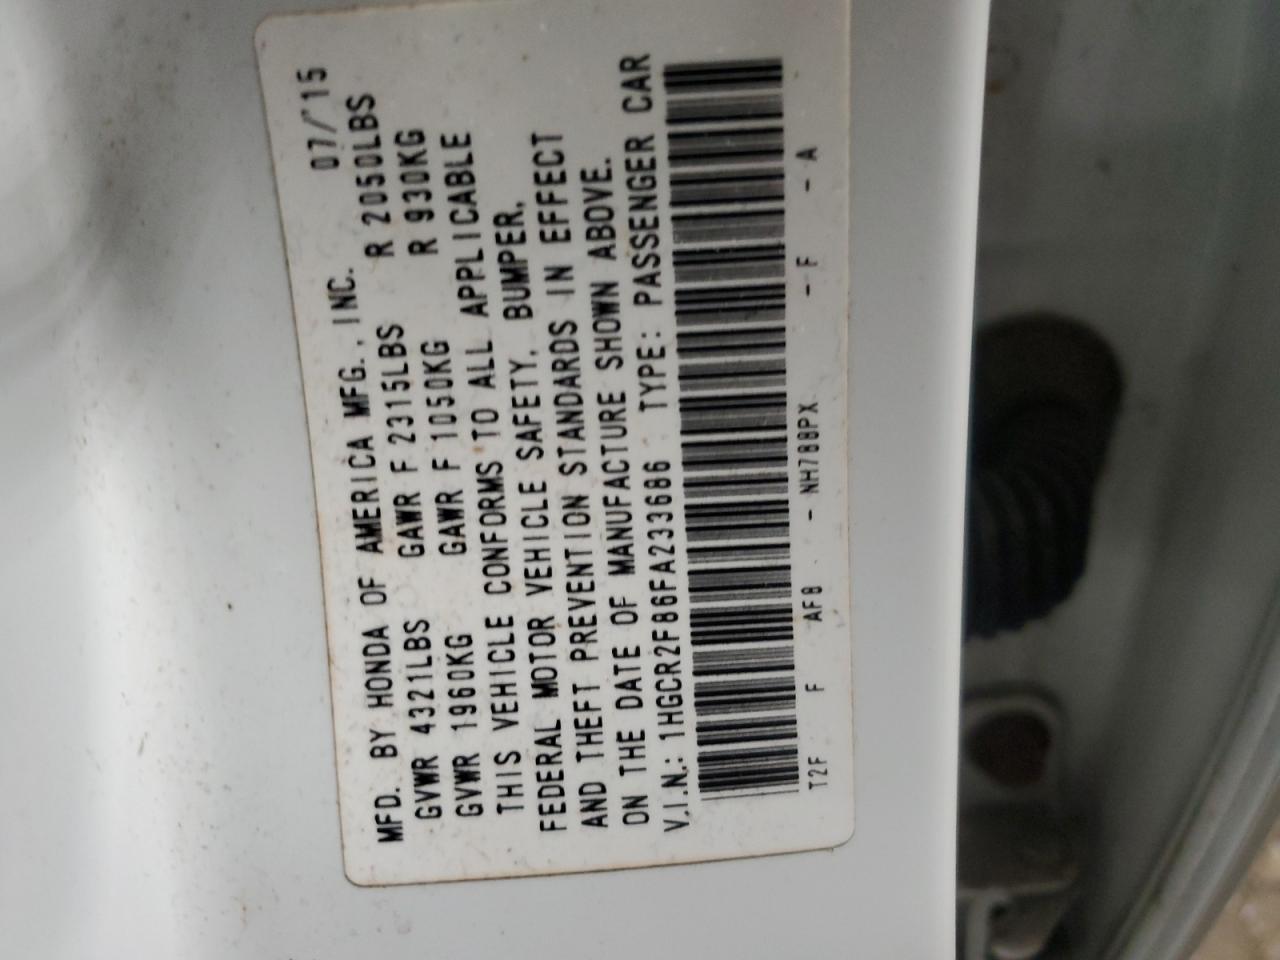 MFD. BY HONDA OF AMERICA MFG., INC. 07/'15
GVWR 4321LBS GAWR F 2315LBS R 2050LBS
GVWR 1960KG GAWR F 1050KG R 930KG
THIS VEHICLE CONFORMS TO ALL APPLICABLE
FEDERAL MOTOR VEHICLE SAFETY, BUMPER,
AND THEFT PREVENTION STANDARDS IN EFFECT
ON THE DATE OF MANUFACTURE SHOWN ABOVE.
V.I.N.: 1HGCR2F86FA233686 TYPE: PASSENGER CAR
T2F F AF8 - NH788PX - F - A